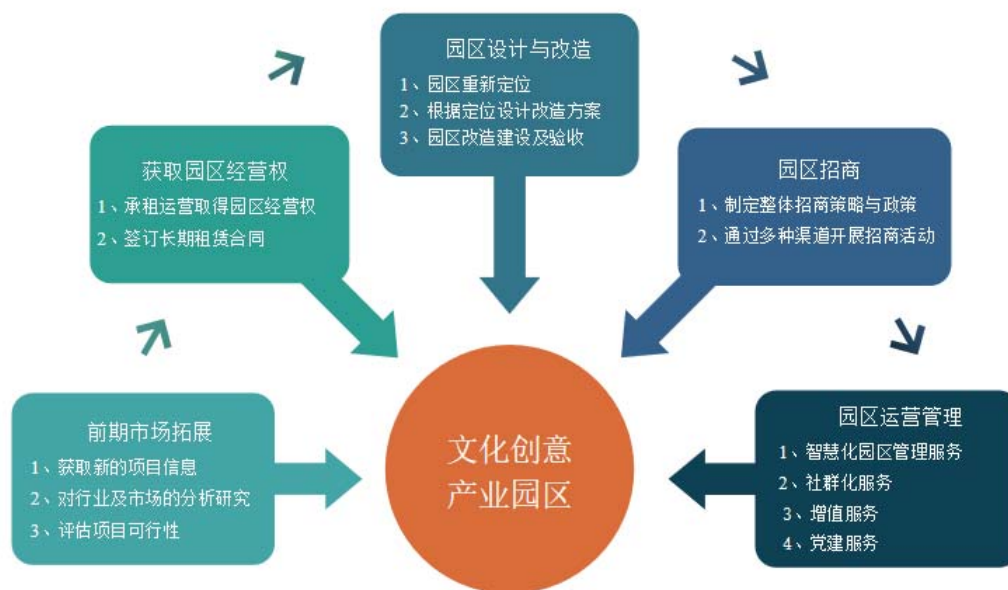 园区设计与改造
1、园区重新定位
2、根据定位设计改造方案
3、园区改造建设及验收
获取园区经营权
1、承租运营取得园区经营权
2、签订长期租赁合同
园区招商
1、制定整体招商策略与政策
2、通过多种渠道开展招商活动
前期市场拓展
1、获取新的项目信息
2、对行业及市场的分析研究
3、评估项目可行性
文化创意
产业园区
园区运营管理
1、智慧化园区管理服务
2、社群化服务
3、增值服务
4、党建服务